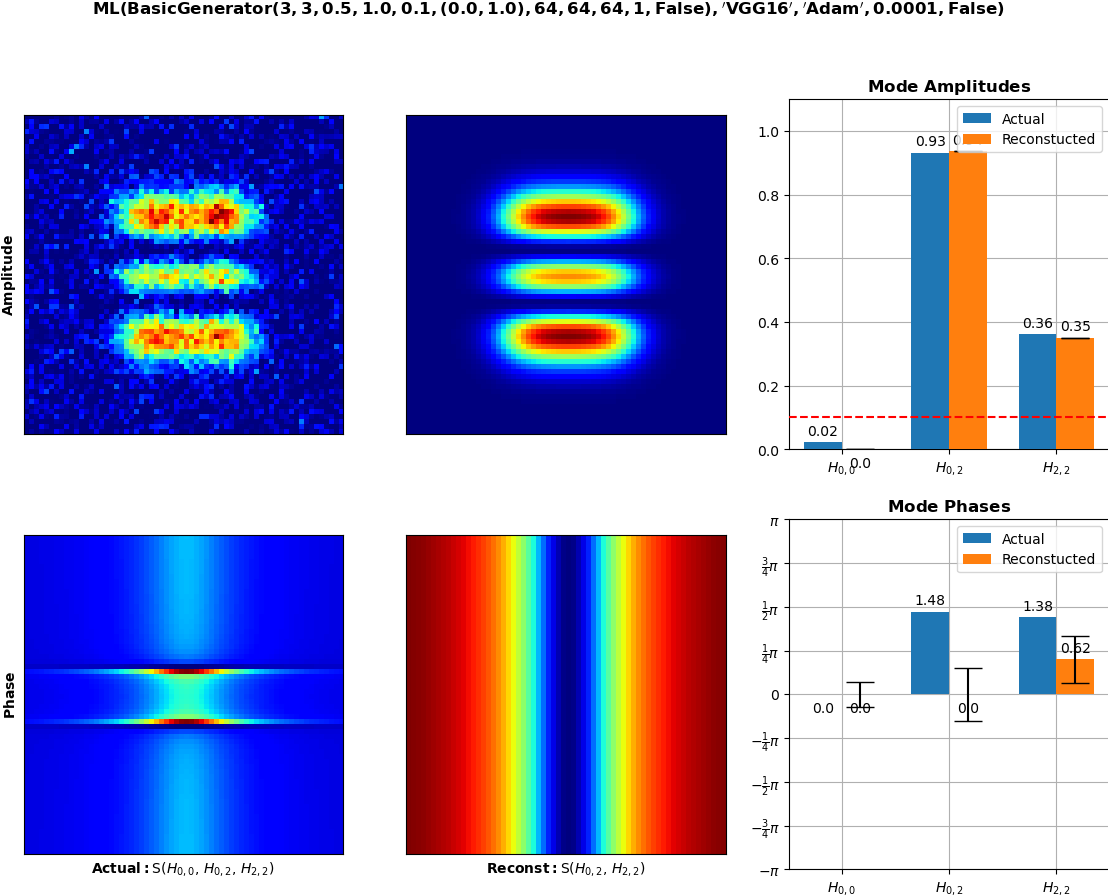 ML(BasicGenerator(3, 3, 0.5, 1.0, 0.1, (0.0, 1.0), 64, 64, 64, 1, False), ′VGG16′, ′Adam′, 0.0001, False)
Amplitude
Mode Amplitudes
Actual
Reconstucted
1.0
0.8
0.6
0.4
0.2
0.0
0.02
0.0
0.93
0.36
0.35
H0,0
H0,2
H2,2
Phase
Mode Phases
Actual
Reconstucted
π
3/4π
1/2π
1/4π
0
−1/4π
−1/2π
−3/4π
−π
0.0
0.0
1.48
0.0
1.38
0.62
H0,0
H0,2
H2,2
Actual: S(H0,0, H0,2, H2,2)
Reconst: S(H0,2, H2,2)